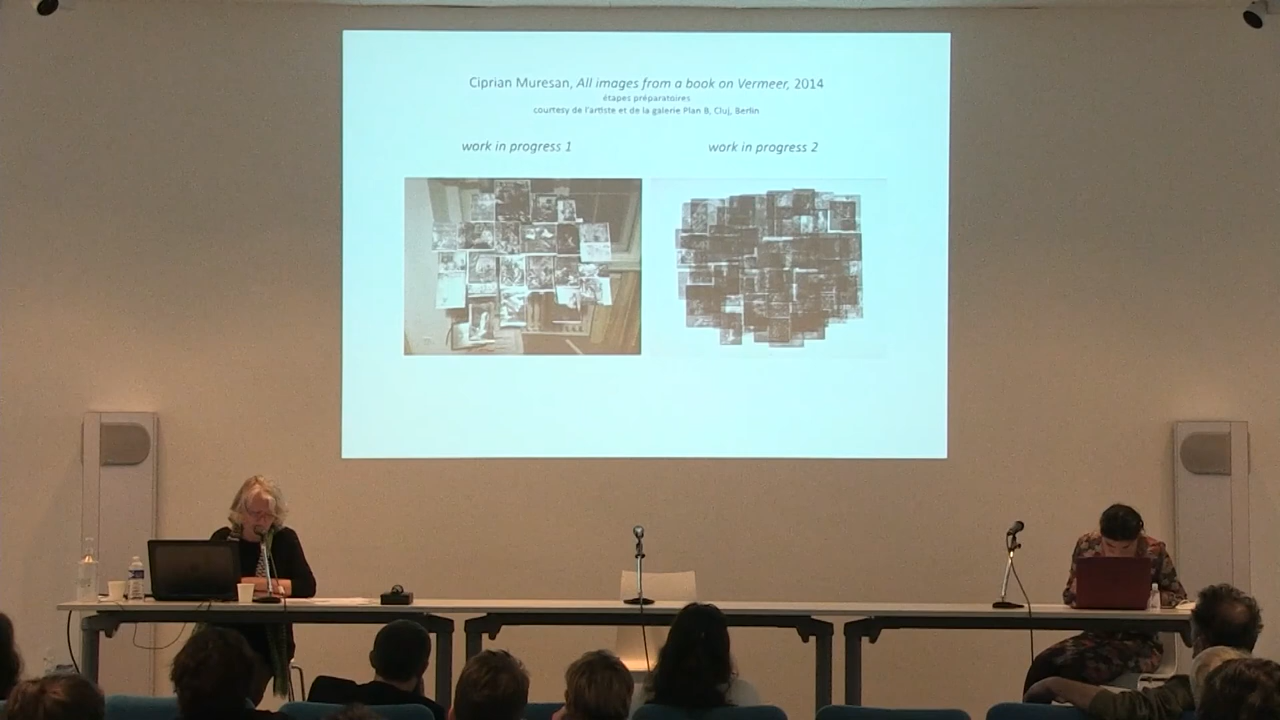 Ciprian Muresan, All images from a book on Vermeer, 2014
étapes préparatoires
courtesy de l'artiste et de la galerie Plan B, Cluj, Berlin
work in progress 1
work in progress 2